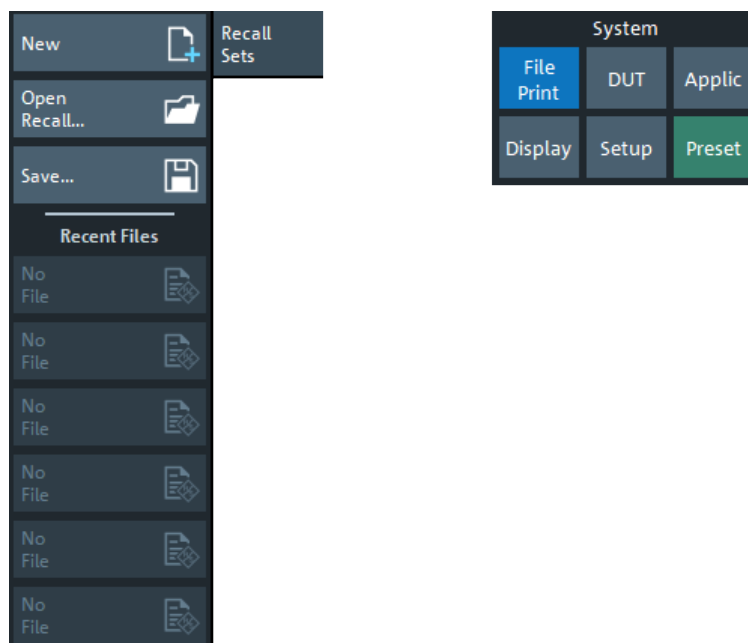 New
Open
Recall...
Save...
Recent Files
No
File
No
File
No
File
No
File
No
File
No
File
Recall
Sets
System
File
Print
DUT
Applic
Display
Setup
Preset